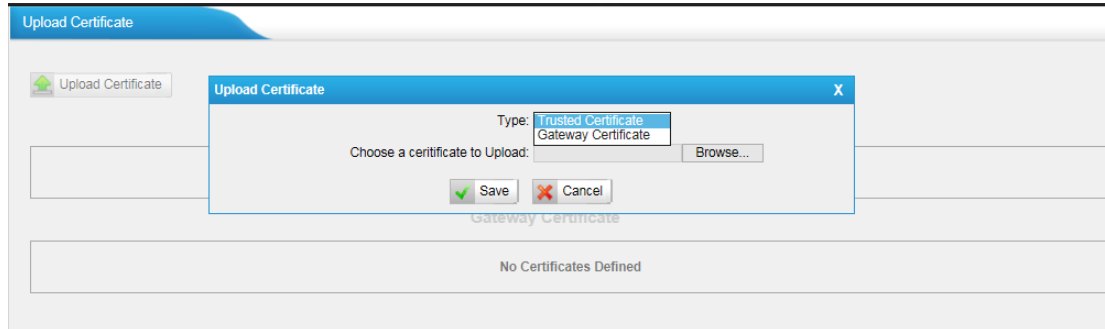 Upload Certificate
Upload Certificate
Upload Certificate X
Type: Trusted Certificate
Gateway Certificate
Choose a ceritificate to Upload: Browse...
Save Cancel
Gateway Certificate
No Certificates Defined